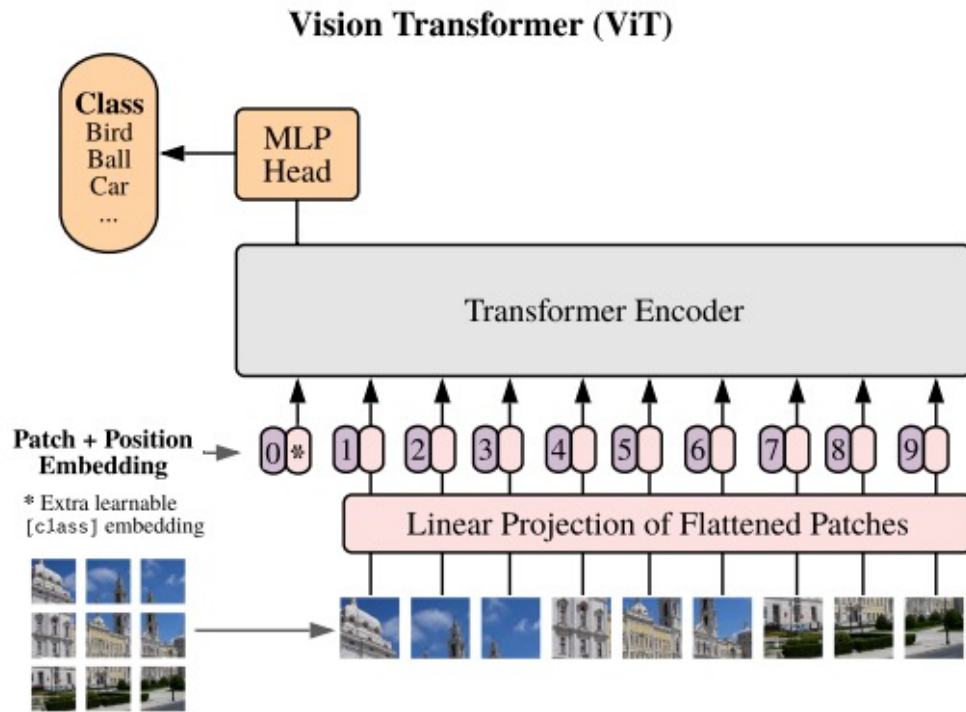 Vision Transformer (ViT)
Class
Bird
Ball
Car
...
MLP
Head
Transformer Encoder
Patch + Position
Embedding
0 * 1 2 3 4 5 6 7 8 9
* Extra learnable
[class] embedding
Linear Projection of Flattened Patches